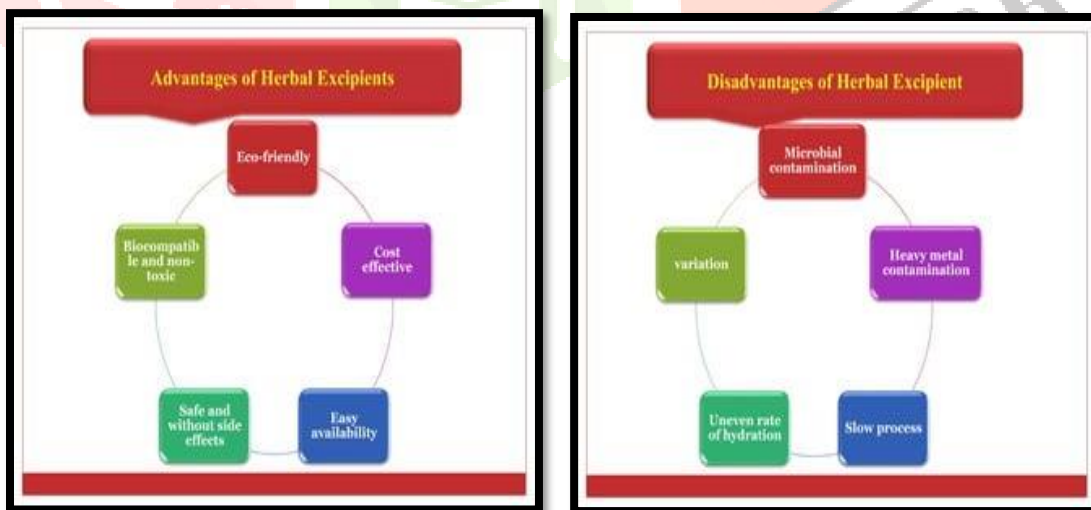 Advantages of Herbal Excipients
Eco-friendly
Cost
effective
Easy
availability
Safe and
without side
effects
Biocompatib
le and non-
toxic
Disadvantages of Herbal Excipient
Microbial
contamination
Heavy metal
contamination
Slow process
Uneven rate
of hydration
variation